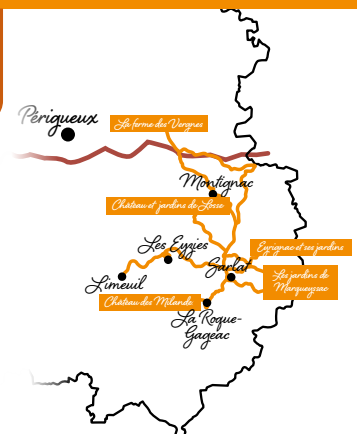 Périgueux
La ferme des Vergnes
Montignac
Château et jardins de Losse
Les Eyzies
Eyrignac et ses jardins
Sarlat
Les jardins de
Marqueyssac
Limeuil
Château des Milande
La Roque-
Gageac